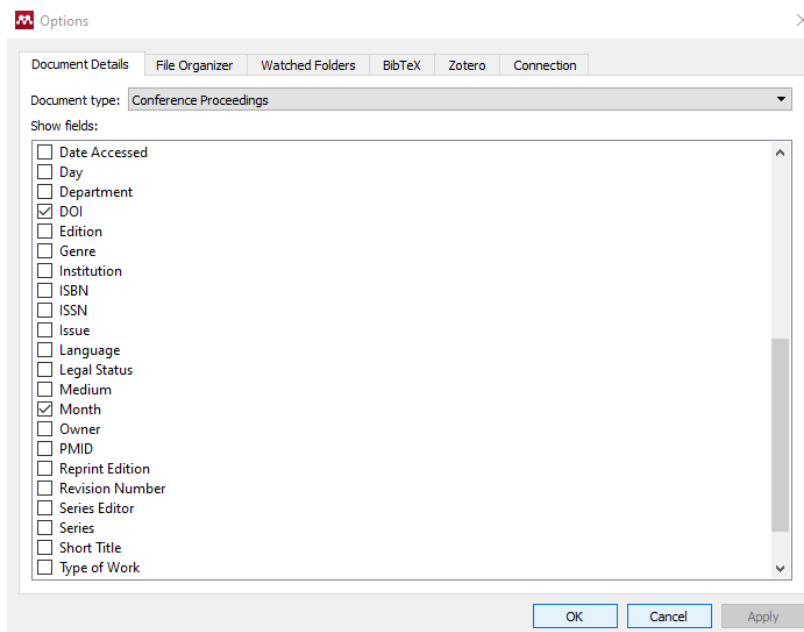 Options
Document Details File Organizer Watched Folders BibTeX Zotero Connection
Document type: Conference Proceedings
Show fields:
Date Accessed
Day
Department
DOI
Edition
Genre
Institution
ISBN
ISSN
Issue
Language
Legal Status
Medium
Month
Owner
PMID
Reprint Edition
Revision Number
Series Editor
Series
Short Title
Type of Work
OK Cancel Apply